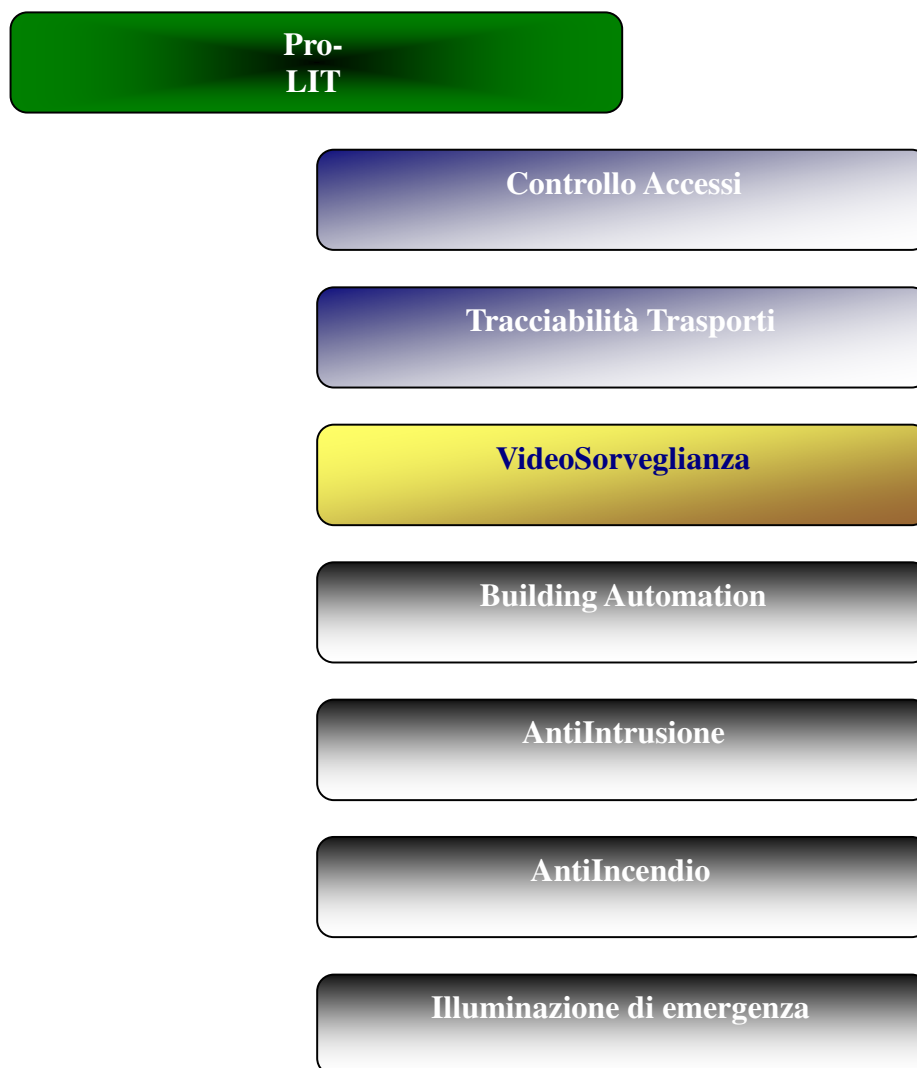 Pro-
LIT
Controllo Accessi
Tracciabilità Trasporti
VideoSorveglianza
Building Automation
AntiIntrusione
AntiIncendio
Illuminazione di emergenza